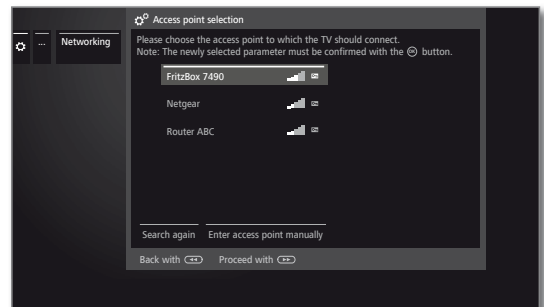 Access point selection
... Networking
Please choose the access point to which the TV should connect.
Note: The newly selected parameter must be confirmed with the OK button.
FritzBox 7490
Netgear
Router ABC
Search again Enter access point manually
Back with Proceed with